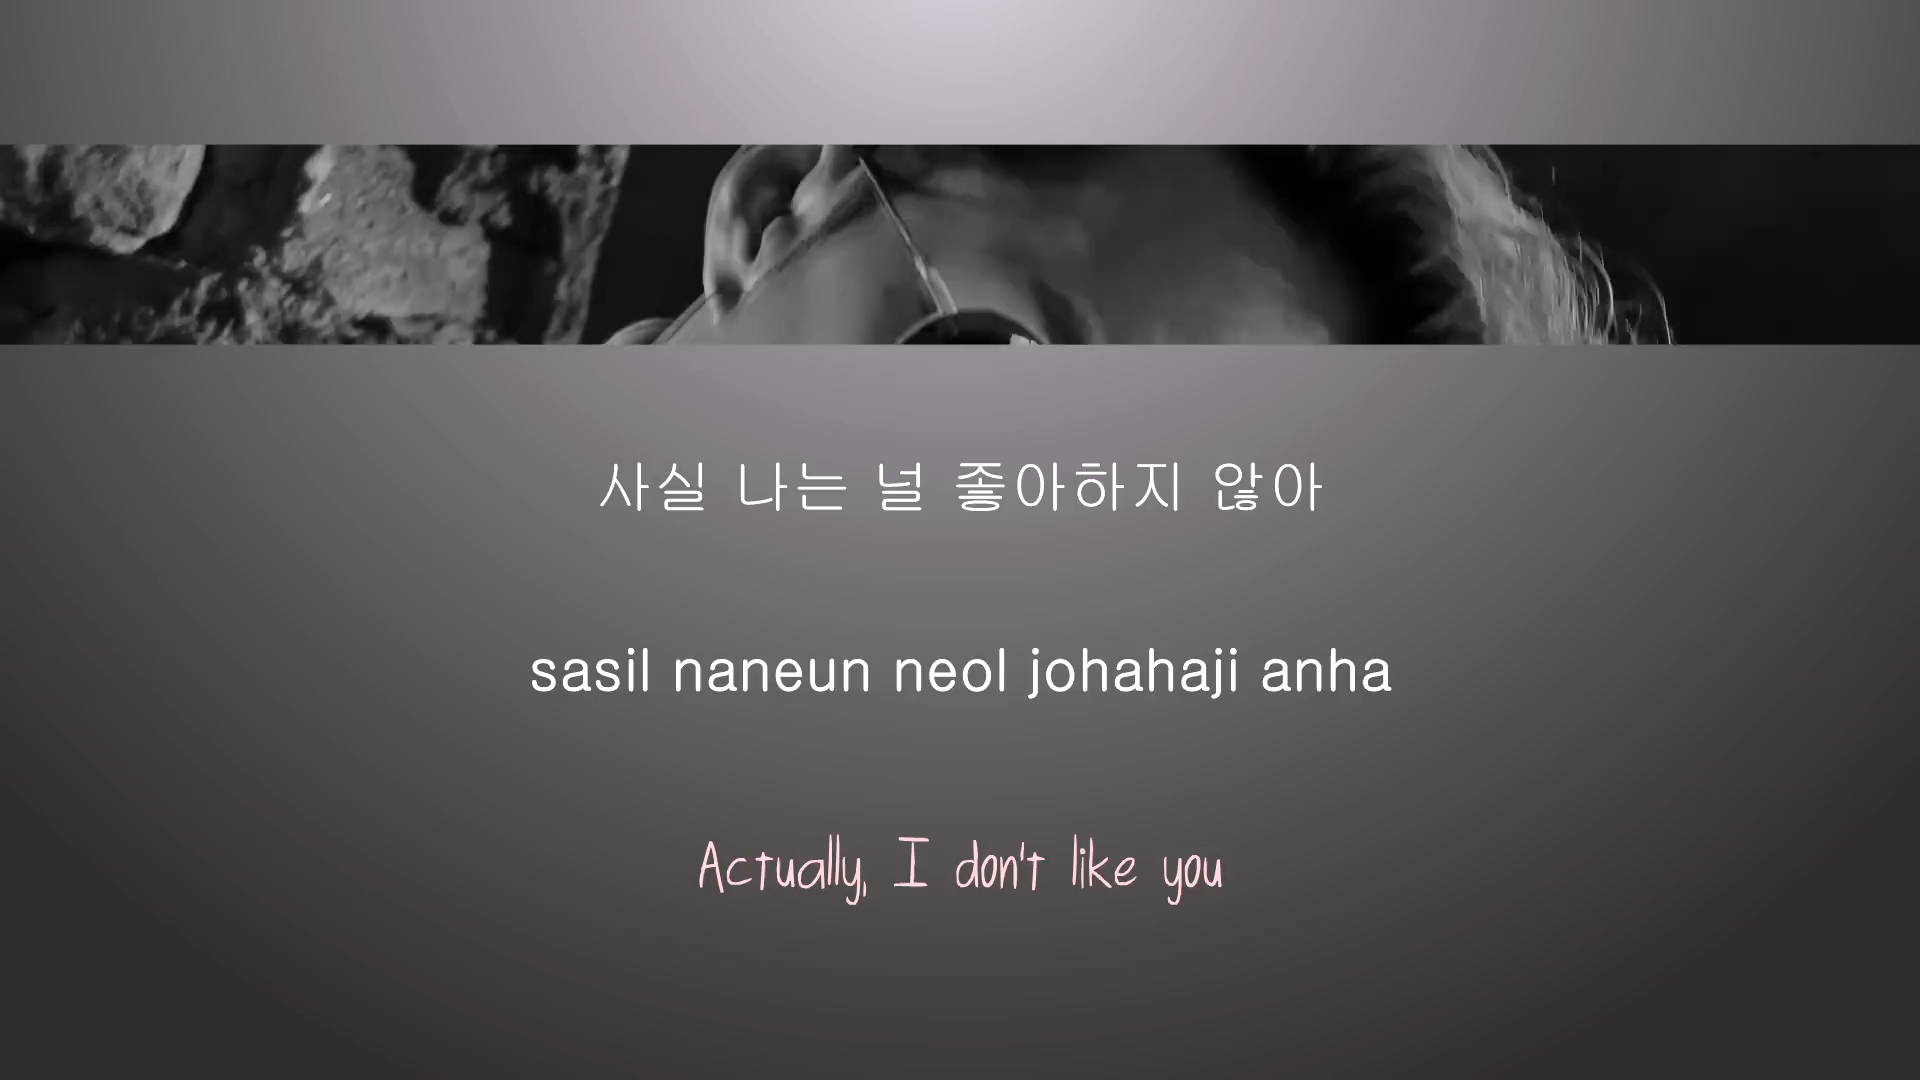 사실 나는 널 좋아하지 않아
sasil naneun neol johahaji anha
Actually, I don't like you